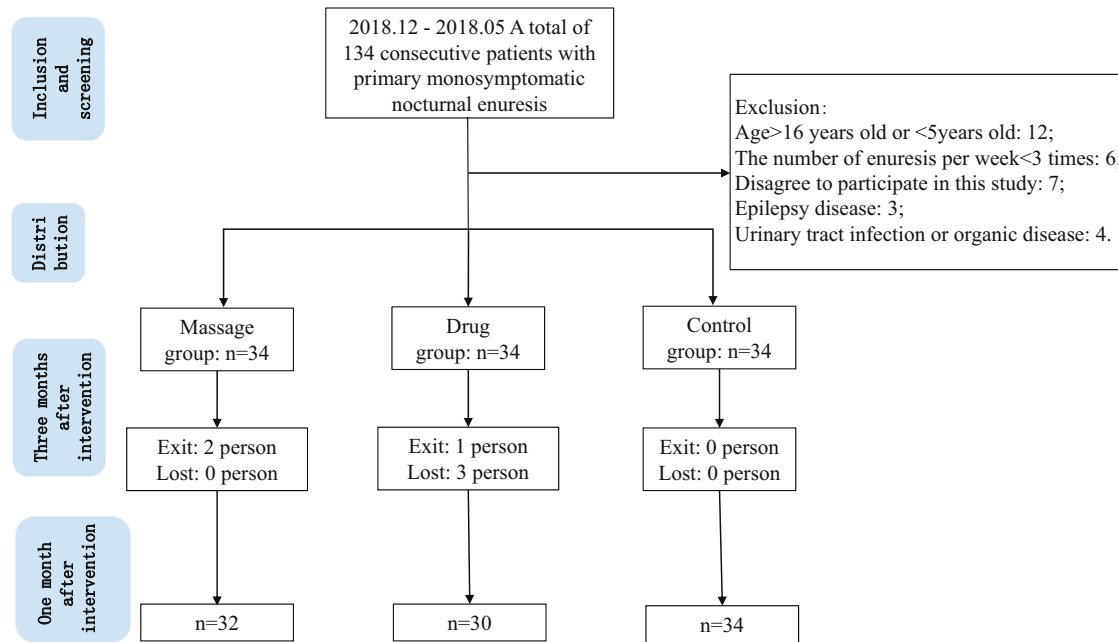 Inclusion
and
screening
2018.12 - 2018.05 A total of
134 consecutive patients with
primary monosymptomatic
nocturnal enuresis
Exclusion:
Age>16 years old or <5years old: 12;
The number of enuresis per week<3 times: 6;
Disagree to participate in this study: 7;
Epilepsy disease: 3;
Urinary tract infection or organic disease: 4.
Distri
bution
Massage
group: n=34
Drug
group: n=34
Control
group: n=34
Three months
after
intervention
Exit: 2 person
Lost: 0 person
Exit: 1 person
Lost: 3 person
Exit: 0 person
Lost: 0 person
One month
after
intervention
n=32
n=30
n=34